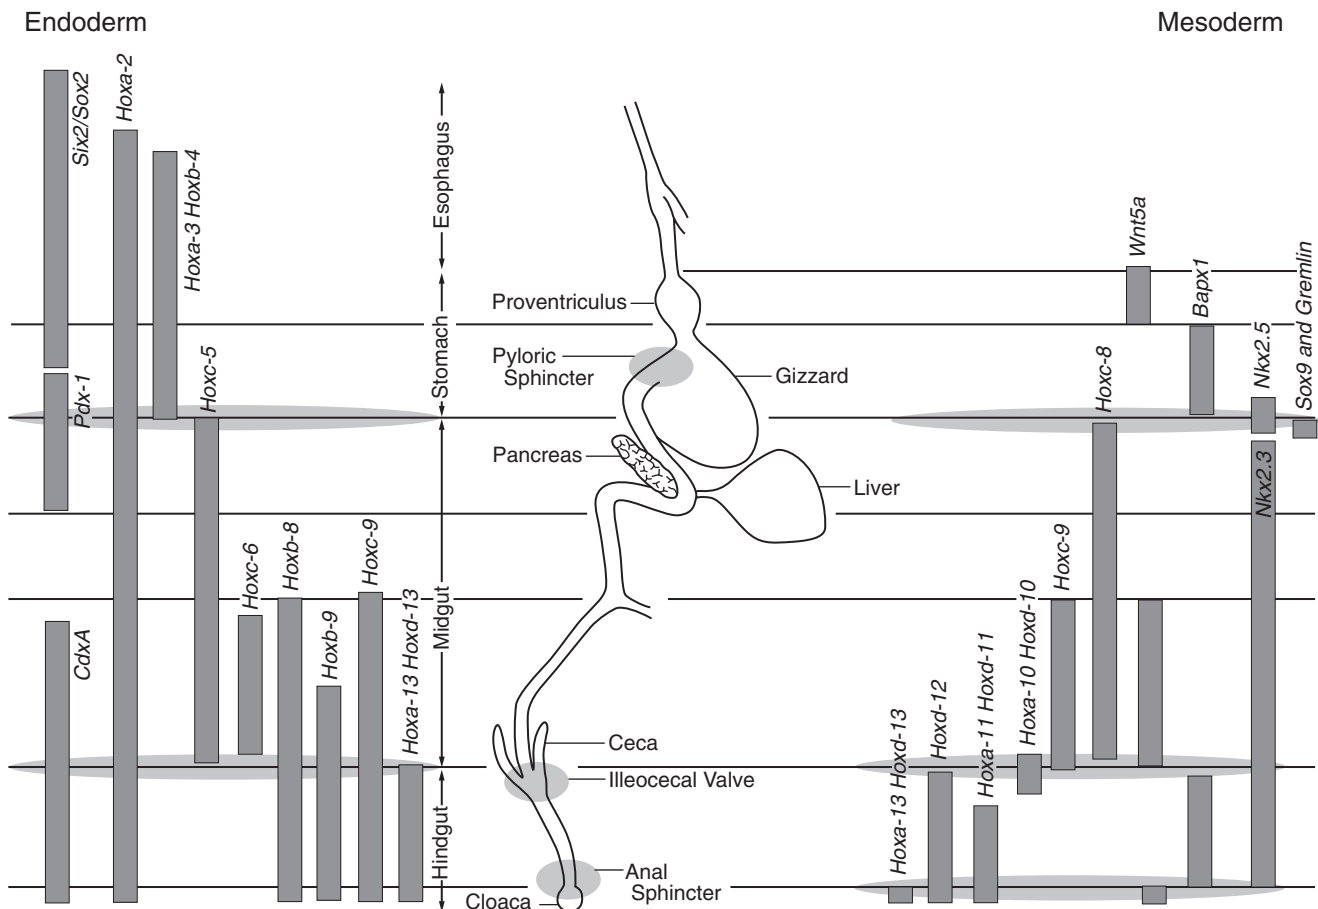 Endoderm
Mesoderm
Six2/Sox2
Hoxa-2
Hoxa-3 Hoxb-4
Pdx-1
Hoxc-5
CdxA
Hoxc-6
Hoxb-8
Hoxb-9
Hoxc-9
Hoxa-13 Hoxd-13
Esophagus
Stomach
Midgut
Hindgut
Proventriculus
Pyloric
Sphincter
Gizzard
Pancreas
Liver
Ceca
Illeocecal Valve
Anal
Sphincter
Cloaca
Hoxa-13 Hoxd-13
Hoxd-12
Hoxa-11 Hoxd-11
Hoxa-10 Hoxd-10
Hoxc-9
Hoxc-8
Wnt5a
Bapx1
Nkx2.5
Nkx2.3
Sox9 and Gremlin